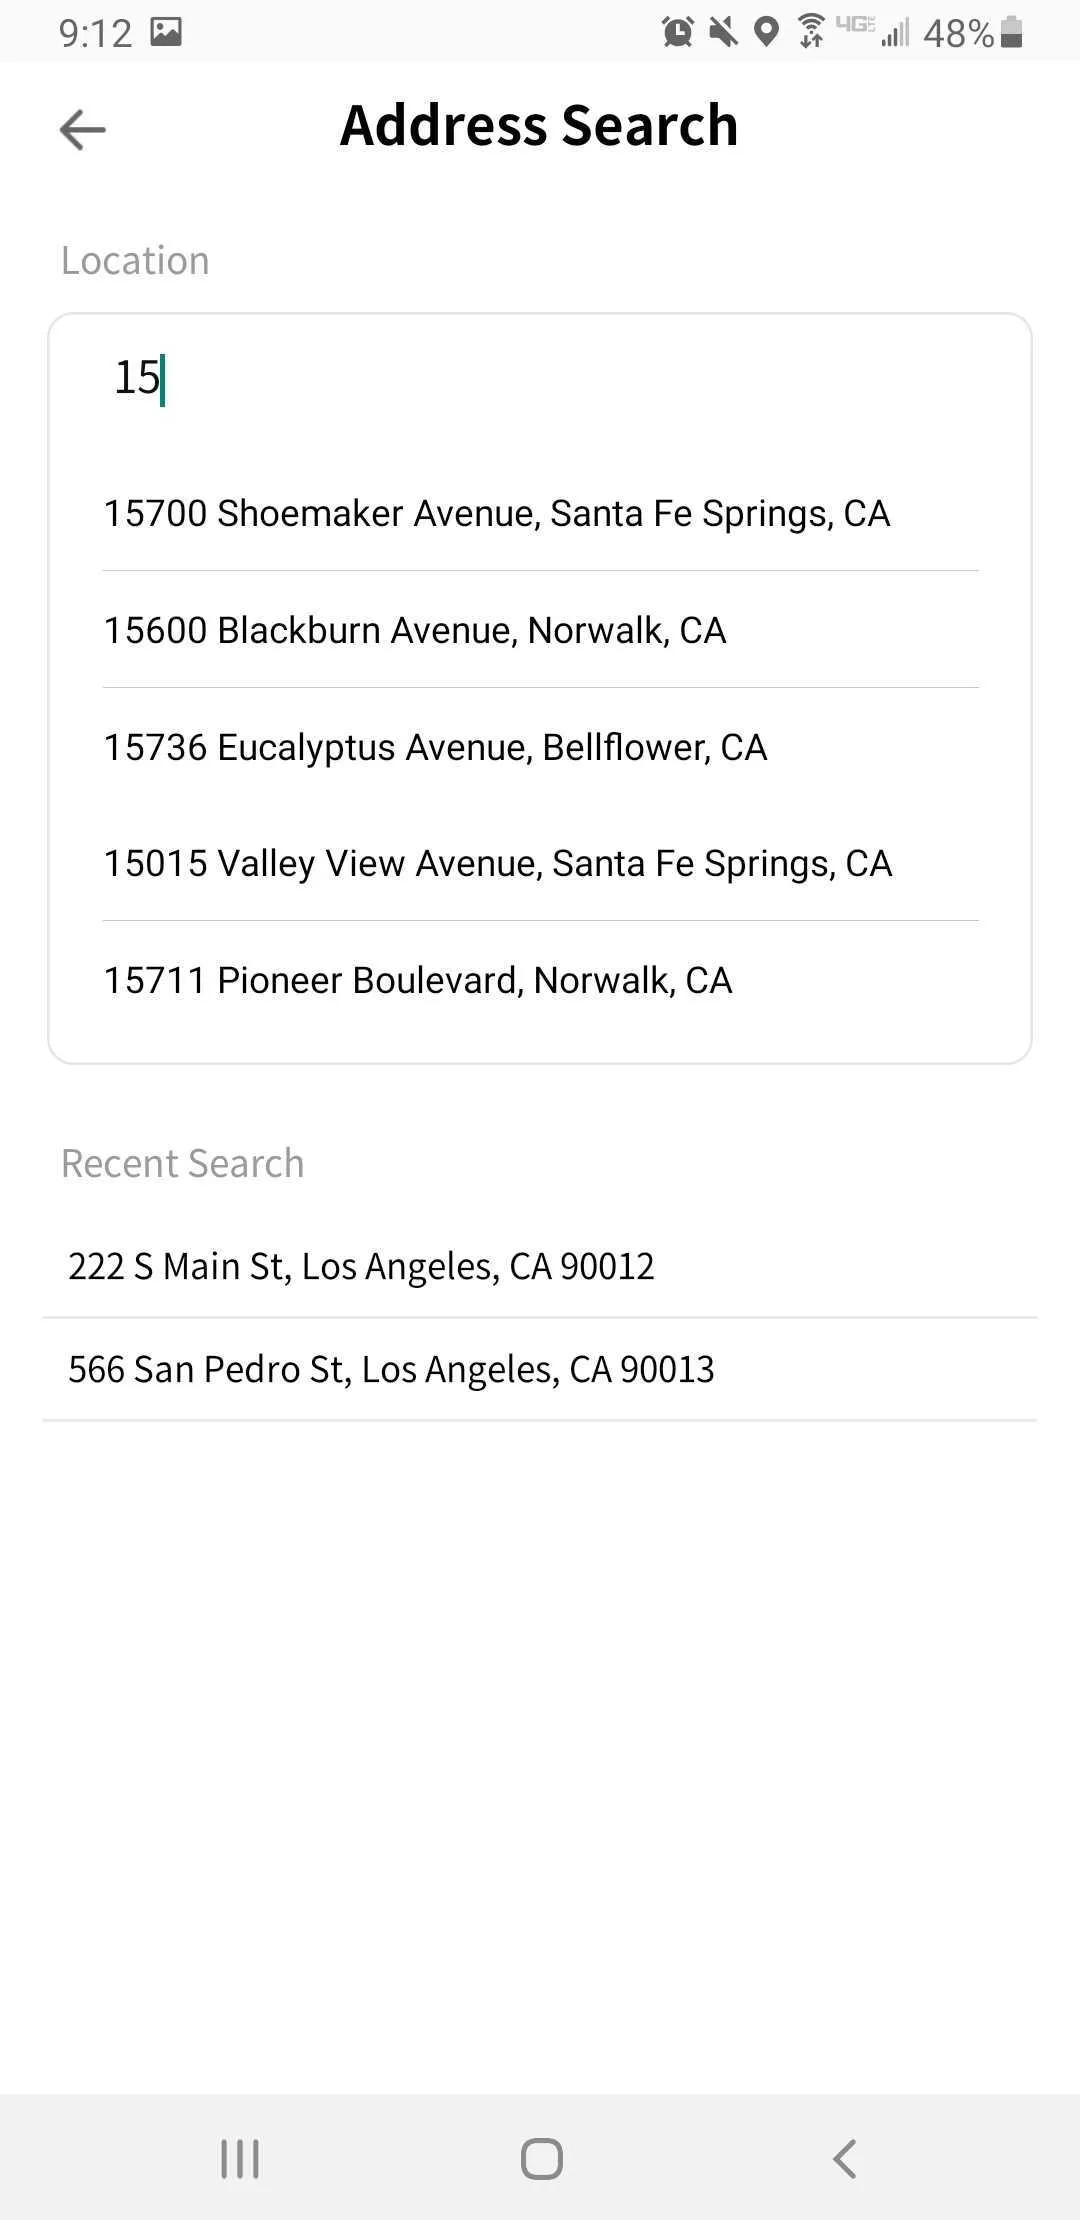 9:12 4G 48%
Address Search
Location
15
15700 Shoemaker Avenue, Santa Fe Springs, CA
15600 Blackburn Avenue, Norwalk, CA
15736 Eucalyptus Avenue, Bellflower, CA
15015 Valley View Avenue, Santa Fe Springs, CA
15711 Pioneer Boulevard, Norwalk, CA
Recent Search
222 S Main St, Los Angeles, CA 90012
566 San Pedro St, Los Angeles, CA 90013